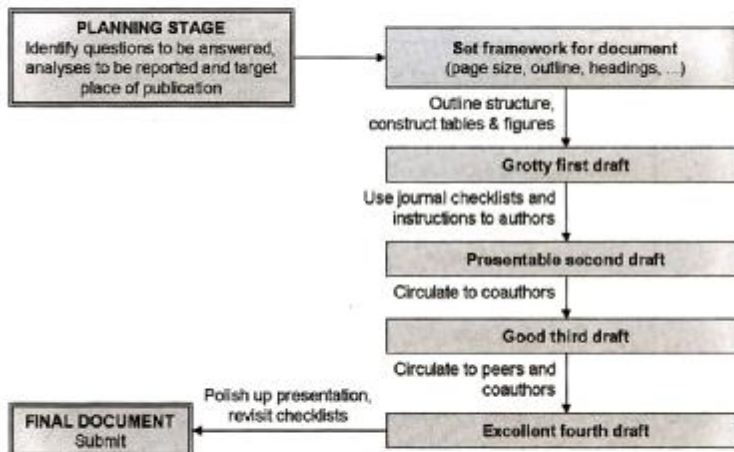 PLANNING STAGE
Identify questions to be answered,
analyses to be reported and target
place of publication
Set framework for document
(page size, outline, headings, ...)
Outline structure,
construct tables & figures
Grotty first draft
Use journal checklists and
instructions to authors
Presentable second draft
Circulate to coauthors
Good third draft
Circulate to peers and
coauthors
Excellent fourth draft
Polish up presentation,
revisit checklists
FINAL DOCUMENT
Submit